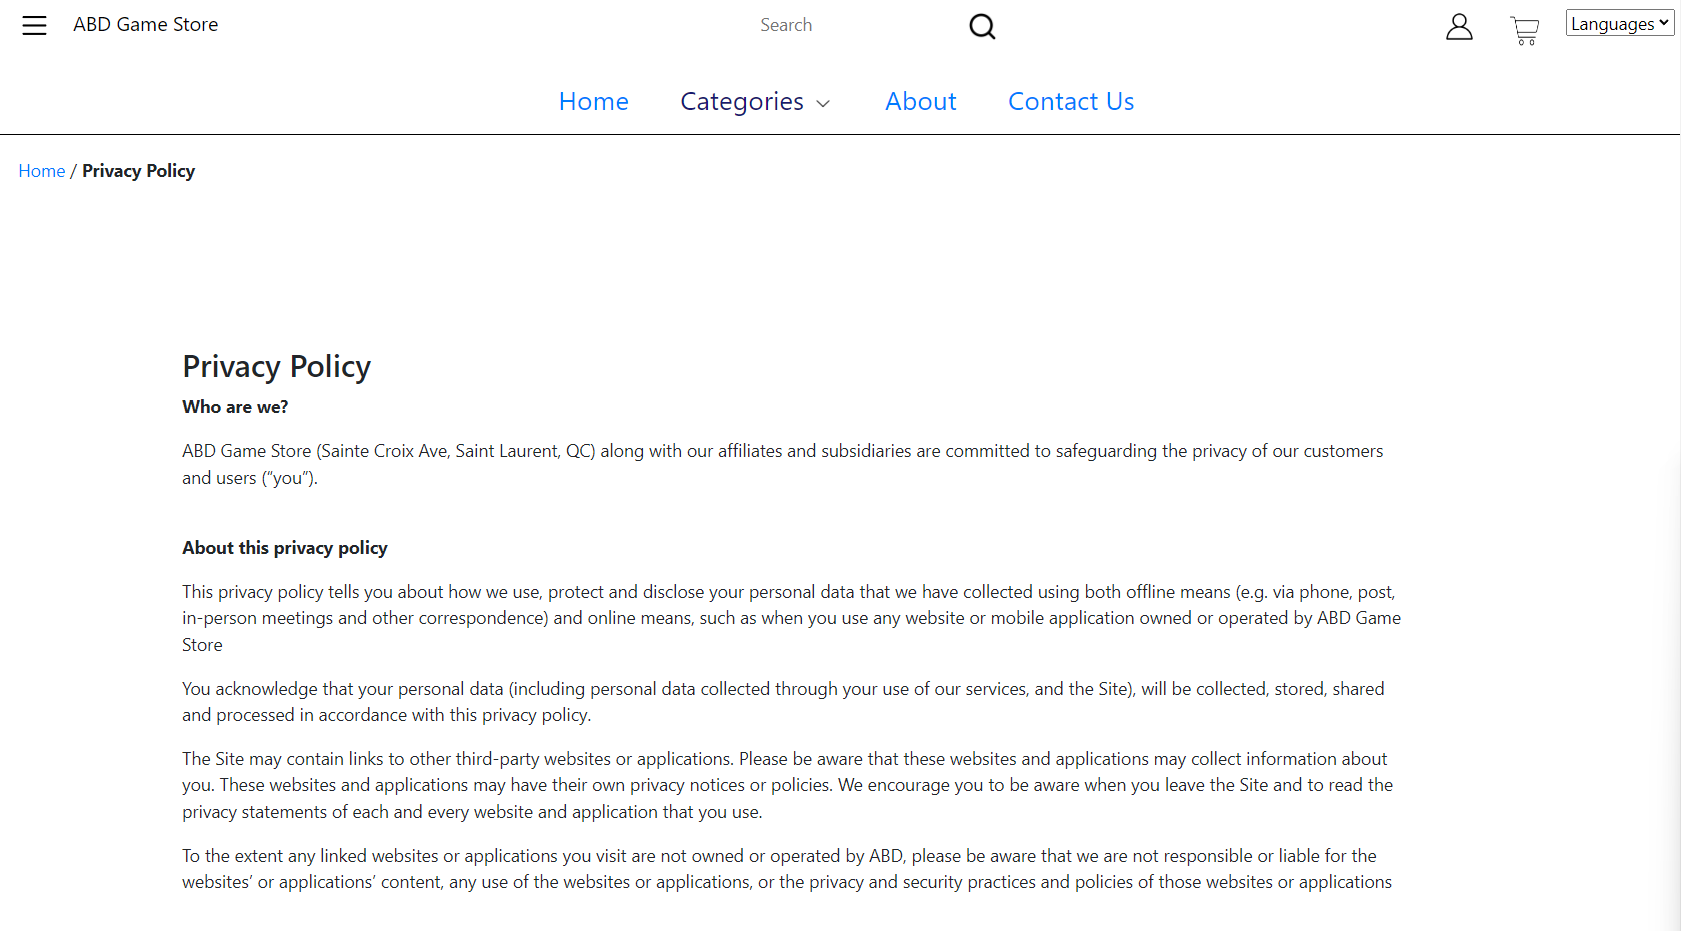 ABD Game Store
Search
Languages
Home
Categories
About
Contact Us
Home / Privacy Policy
Privacy Policy
Who are we?
ABD Game Store (Sainte Croix Ave, Saint Laurent, QC) along with our affiliates and subsidiaries are committed to safeguarding the privacy of our customers
and users (“you”).
About this privacy policy
This privacy policy tells you about how we use, protect and disclose your personal data that we have collected using both offline means (e.g. via phone, post,
in-person meetings and other correspondence) and online means, such as when you use any website or mobile application owned or operated by ABD Game
Store
You acknowledge that your personal data (including personal data collected through your use of our services, and the Site), will be collected, stored, shared
and processed in accordance with this privacy policy.
The Site may contain links to other third-party websites or applications. Please be aware that these websites and applications may collect information about
you. These websites and applications may have their own privacy notices or policies. We encourage you to be aware when you leave the Site and to read the
privacy statements of each and every website and application that you use.
To the extent any linked websites or applications you visit are not owned or operated by ABD, please be aware that we are not responsible or liable for the
websites’ or applications’ content, any use of the websites or applications, or the privacy and security practices and policies of those websites or applications